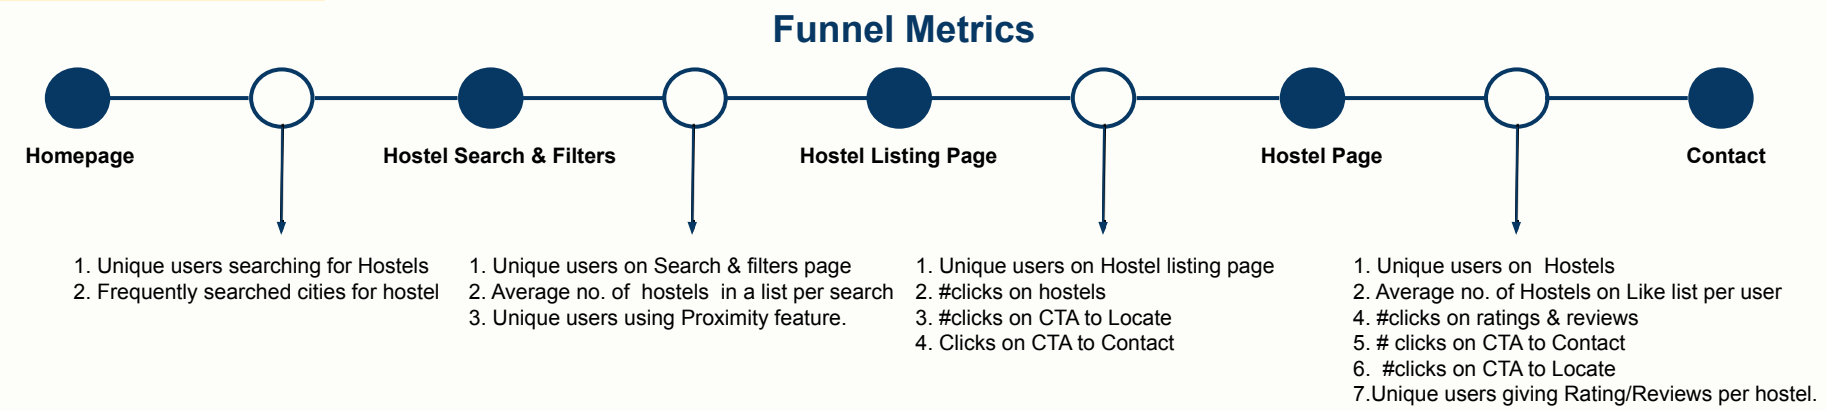 Funnel Metrics
Homepage
Hostel Search & Filters
Hostel Listing Page
Hostel Page
Contact
1. Unique users searching for Hostels
2. Frequently searched cities for hostel
1. Unique users on Search & filters page
2. Average no. of hostels in a list per search
3. Unique users using Proximity feature.
1. Unique users on Hostel listing page
2. #clicks on hostels
3. #clicks on CTA to Locate
4. Clicks on CTA to Contact
1. Unique users on Hostels
2. Average no. of Hostels on Like list per user
4. #clicks on ratings & reviews
5. # clicks on CTA to Contact
6. #clicks on CTA to Locate
7.Unique users giving Rating/Reviews per hostel.